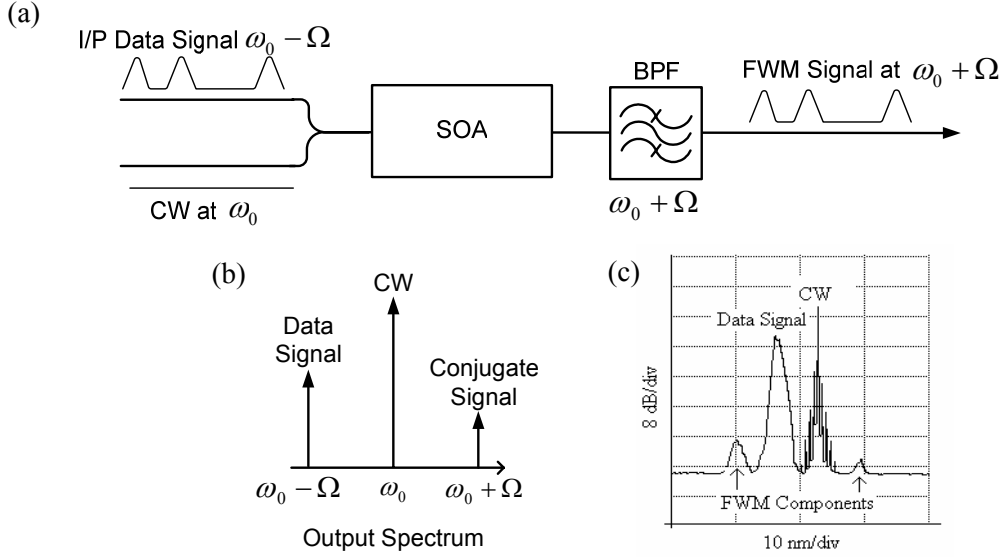 (a)
I/P Data Signal ω₀ − Ω
CW at ω₀
SOA
BPF
ω₀ + Ω
FWM Signal at ω₀ + Ω
(b)
CW
Data
Signal
Conjugate
Signal
ω₀ − Ω
ω₀
ω₀ + Ω
Output Spectrum
(c)
CW
Data Signal
8 dB/div
FWM Components
10 nm/div